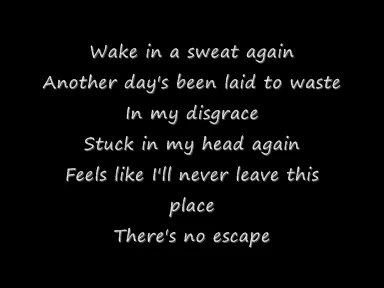 Wake in a sweat again
Another day's been laid to waste
In my disgrace
Stuck in my head again
Feels like I'll never leave this
place
There's no escape